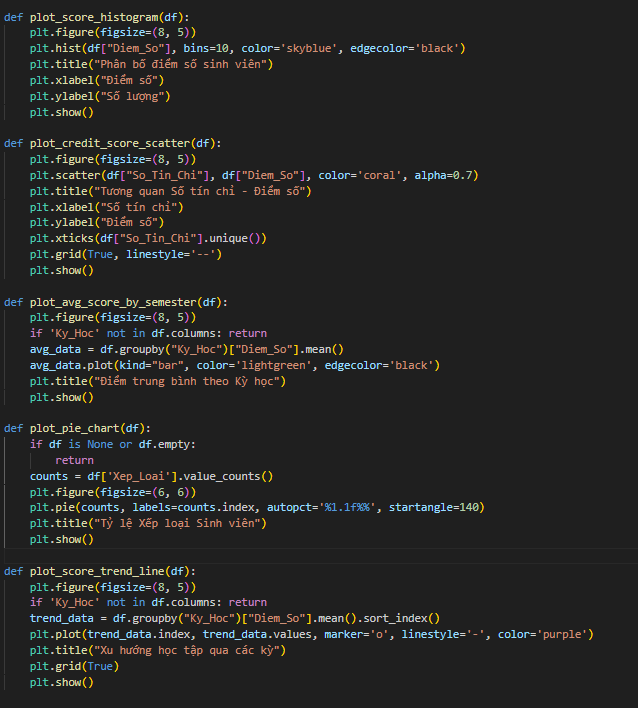 def plot_score_histogram(df):
    plt.figure(figsize=(8, 5))
    plt.hist(df["Diem_So"], bins=10, color='skyblue', edgecolor='black')
    plt.title("Phân bố điểm số sinh viên")
    plt.xlabel("Điểm số")
    plt.ylabel("Số lượng")
    plt.show()

def plot_credit_score_scatter(df):
    plt.figure(figsize=(8, 5))
    plt.scatter(df["So_Tin_Chi"], df["Diem_So"], color='coral', alpha=0.7)
    plt.title("Tương quan Số tín chỉ - Điểm số")
    plt.xlabel("Số tín chỉ")
    plt.ylabel("Điểm số")
    plt.xticks(df["So_Tin_Chi"].unique())
    plt.grid(True, linestyle='--')
    plt.show()

def plot_avg_score_by_semester(df):
    plt.figure(figsize=(8, 5))
    if 'Ky_Hoc' not in df.columns: return
    avg_data = df.groupby("Ky_Hoc")["Diem_So"].mean()
    avg_data.plot(kind="bar", color='lightgreen', edgecolor='black')
    plt.title("Điểm trung bình theo Kỳ học")
    plt.show()

def plot_pie_chart(df):
    if df is None or df.empty:
        return
    counts = df['Xep_Loai'].value_counts()
    plt.figure(figsize=(6, 6))
    plt.pie(counts, labels=counts.index, autopct='%1.1f%%', startangle=140)
    plt.title("Tỷ lệ Xếp loại Sinh viên")
    plt.show()

def plot_score_trend_line(df):
    plt.figure(figsize=(8, 5))
    if 'Ky_Hoc' not in df.columns: return
    trend_data = df.groupby("Ky_Hoc")["Diem_So"].mean().sort_index()
    plt.plot(trend_data.index, trend_data.values, marker='o', linestyle='-', color='purple')
    plt.title("Xu hướng học tập qua các kỳ")
    plt.grid(True)
    plt.show()